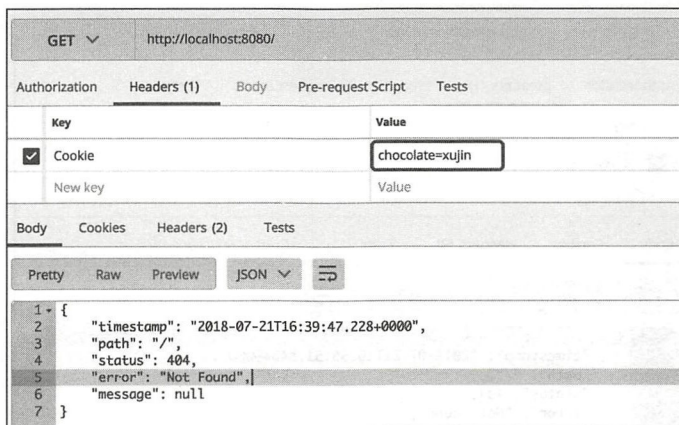 GET http://localhost:8080/
Authorization Headers (1) Body Pre-request Script Tests
Key Value
Cookie chocolate=xujin
New key Value
Body Cookies Headers (2) Tests
Pretty Raw Preview JSON
1 {
2 "timestamp": "2018-07-21T16:39:47.228+0000",
3 "path": "/",
4 "status": 404,
5 "error": "Not Found",
6 "message": null
7 }